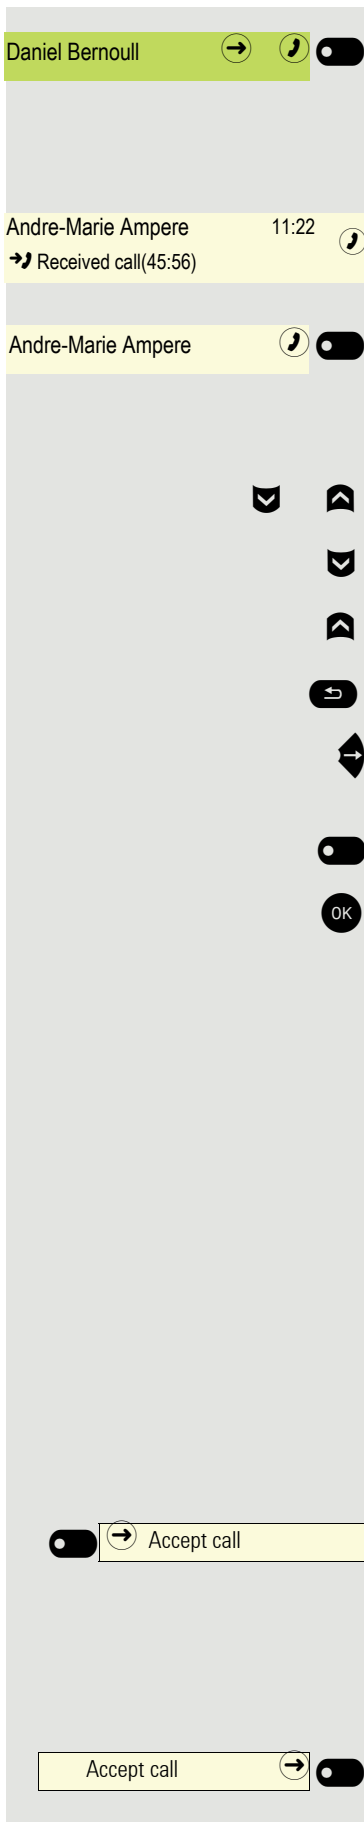 Daniel Bernoull
Andre-Marie Ampere 11:22
Received call(45:56)
Andre-Marie Ampere
OK
Accept call
Accept call